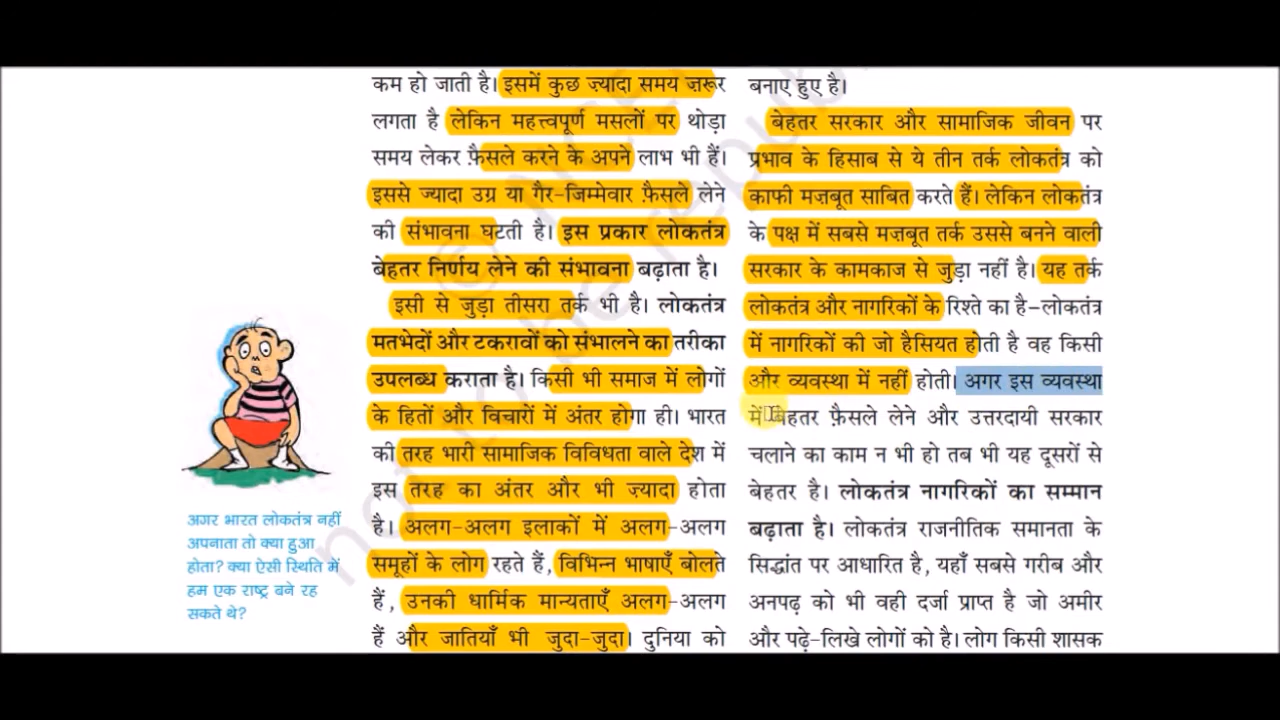 कम हो जाती है। इसमें कुछ ज़्यादा समय ज़रूर
लगता है लेकिन महत्त्वपूर्ण मसलों पर थोड़ा
समय लेकर फ़ैसले करने के अपने लाभ भी हैं।
इससे ज्यादा उग्र या गैर-जिम्मेवार फ़ैसले लेने
की संभावना घटती है। इस प्रकार लोकतंत्र
बेहतर निर्णय लेने की संभावना बढ़ाता है।
इसी से जुड़ा तीसरा तर्क भी है। लोकतंत्र
मतभेदों और टकरावों को संभालने का तरीका
उपलब्ध कराता है। किसी भी समाज में लोगों
के हितों और विचारों में अंतर होगा ही। भारत
की तरह भारी सामाजिक विविधता वाले देश में
इस तरह का अंतर और भी ज़्यादा होता
है। अलग-अलग इलाकों में अलग-अलग
समूहों के लोग रहते हैं, विभिन्न भाषाएँ बोलते
हैं, उनकी धार्मिक मान्यताएँ अलग-अलग
हैं और जातियाँ भी जुदा-जुदा। दुनिया को
बनाए हुए है।
बेहतर सरकार और सामाजिक जीवन पर
प्रभाव के हिसाब से ये तीन तर्क लोकतंत्र को
काफी मज़बूत साबित करते हैं। लेकिन लोकतंत्र
के पक्ष में सबसे मज़बूत तर्क उससे बनने वाली
सरकार के कामकाज से जुड़ा नहीं है। यह तर्क
लोकतंत्र और नागरिकों के रिश्ते का है–लोकतंत्र
में नागरिकों की जो हैसियत होती है वह किसी
और व्यवस्था में नहीं होती। अगर इस व्यवस्था
में बेहतर फ़ैसले लेने और उत्तरदायी सरकार
चलाने का काम न भी हो तब भी यह दूसरों से
बेहतर है। लोकतंत्र नागरिकों का सम्मान
बढ़ाता है। लोकतंत्र राजनीतिक समानता के
सिद्धांत पर आधारित है, यहाँ सबसे गरीब और
अनपढ़ को भी वही दर्जा प्राप्त है जो अमीर
और पढ़े-लिखे लोगों को है। लोग किसी शासक
अगर भारत लोकतंत्र नहीं
अपनाता तो क्या हुआ
होता? क्या ऐसी स्थिति में
हम एक राष्ट्र बने रह
सकते थे?